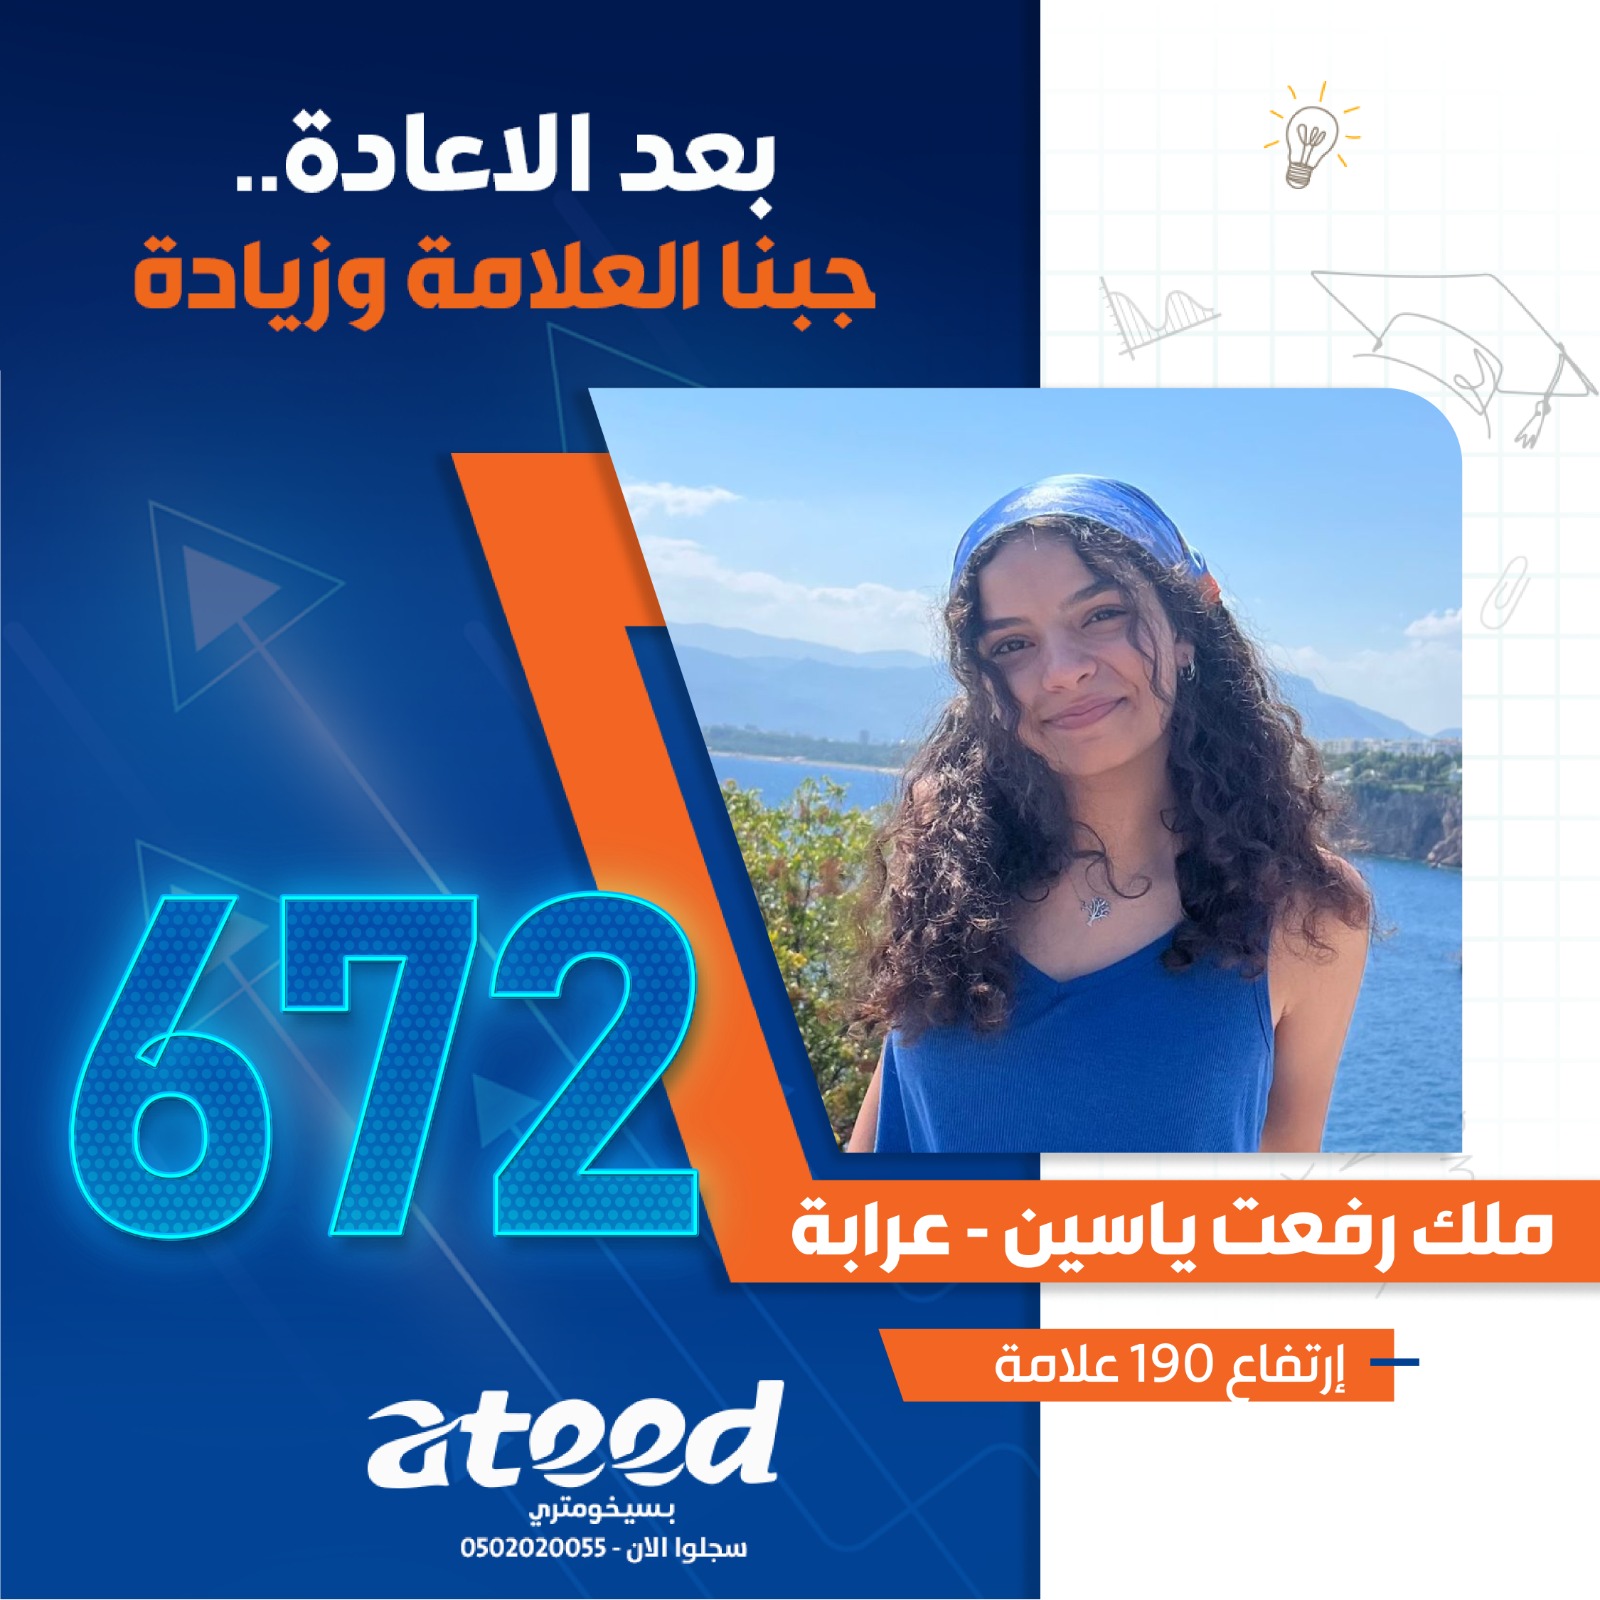 بعد الاعادة..
جبنا العلامة وزيادة
672
ملك رفعت ياسين - عرابة
إرتفاع 190 علامة
ateed
بسيخومتري
سجلوا الان - 0502020055